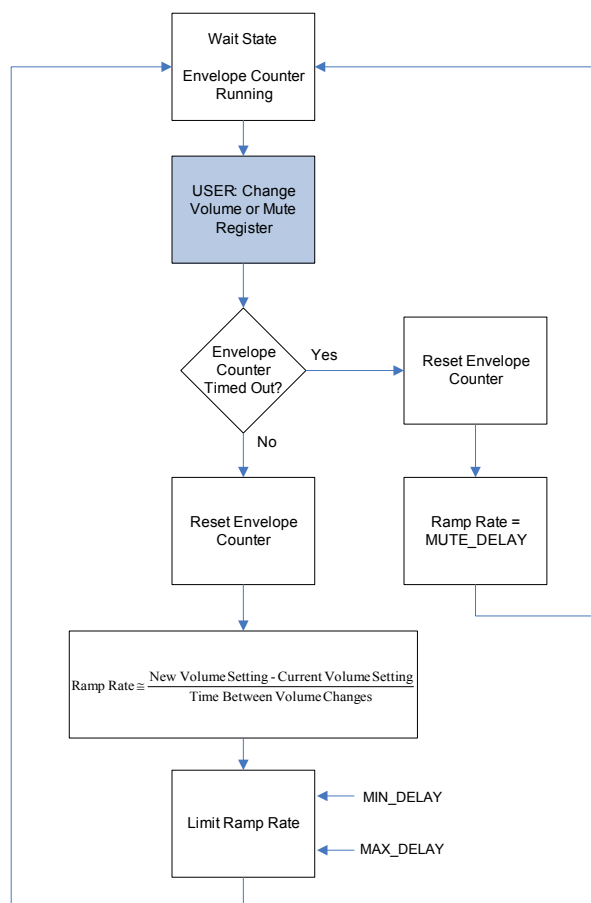 Wait State
Envelope Counter
Running
USER: Change
Volume or Mute
Register
Envelope
Counter
Timed Out?
Yes
Reset Envelope
Counter
No
Reset Envelope
Counter
Ramp Rate =
MUTE_DELAY
Ramp Rate ≅ New Volume Setting - Current Volume Setting
Time Between Volume Changes
Limit Ramp Rate
MIN_DELAY
MAX_DELAY